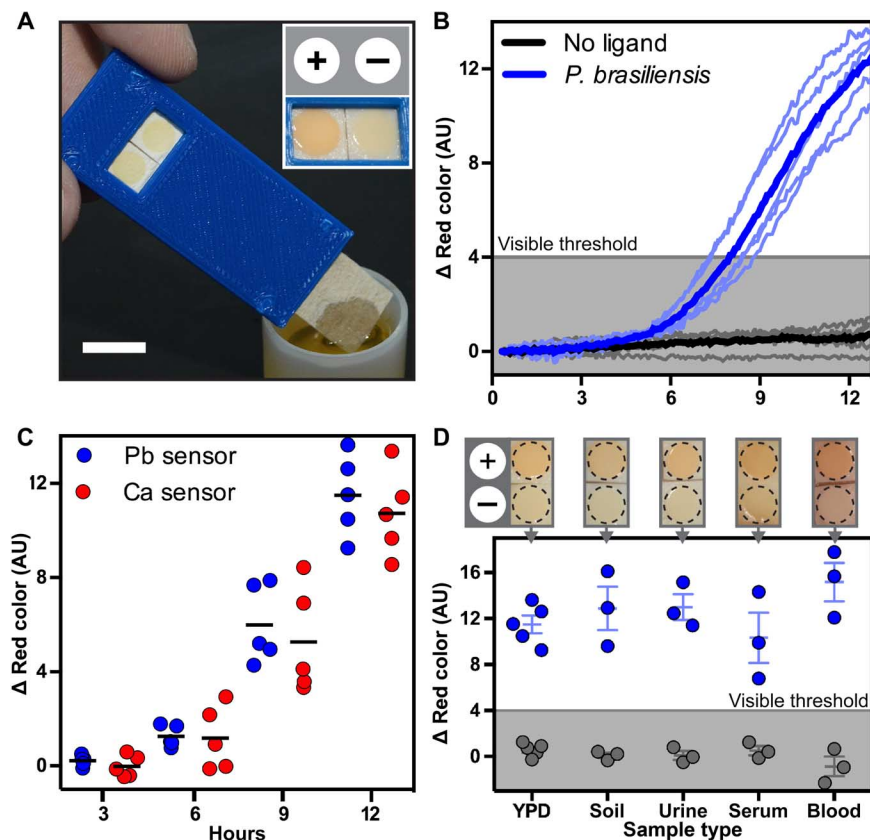 A
+ −
B
No ligand
P. brasiliensis
Δ Red color (AU)
12
8
4
0
Visible threshold
3 6 9 12
C
Pb sensor
Ca sensor
Δ Red color (AU)
12
8
4
0
3 6 9 12
Hours
D
+
−
Δ Red color (AU)
16
12
8
4
0
Visible threshold
YPD Soil Urine Serum Blood
Sample type